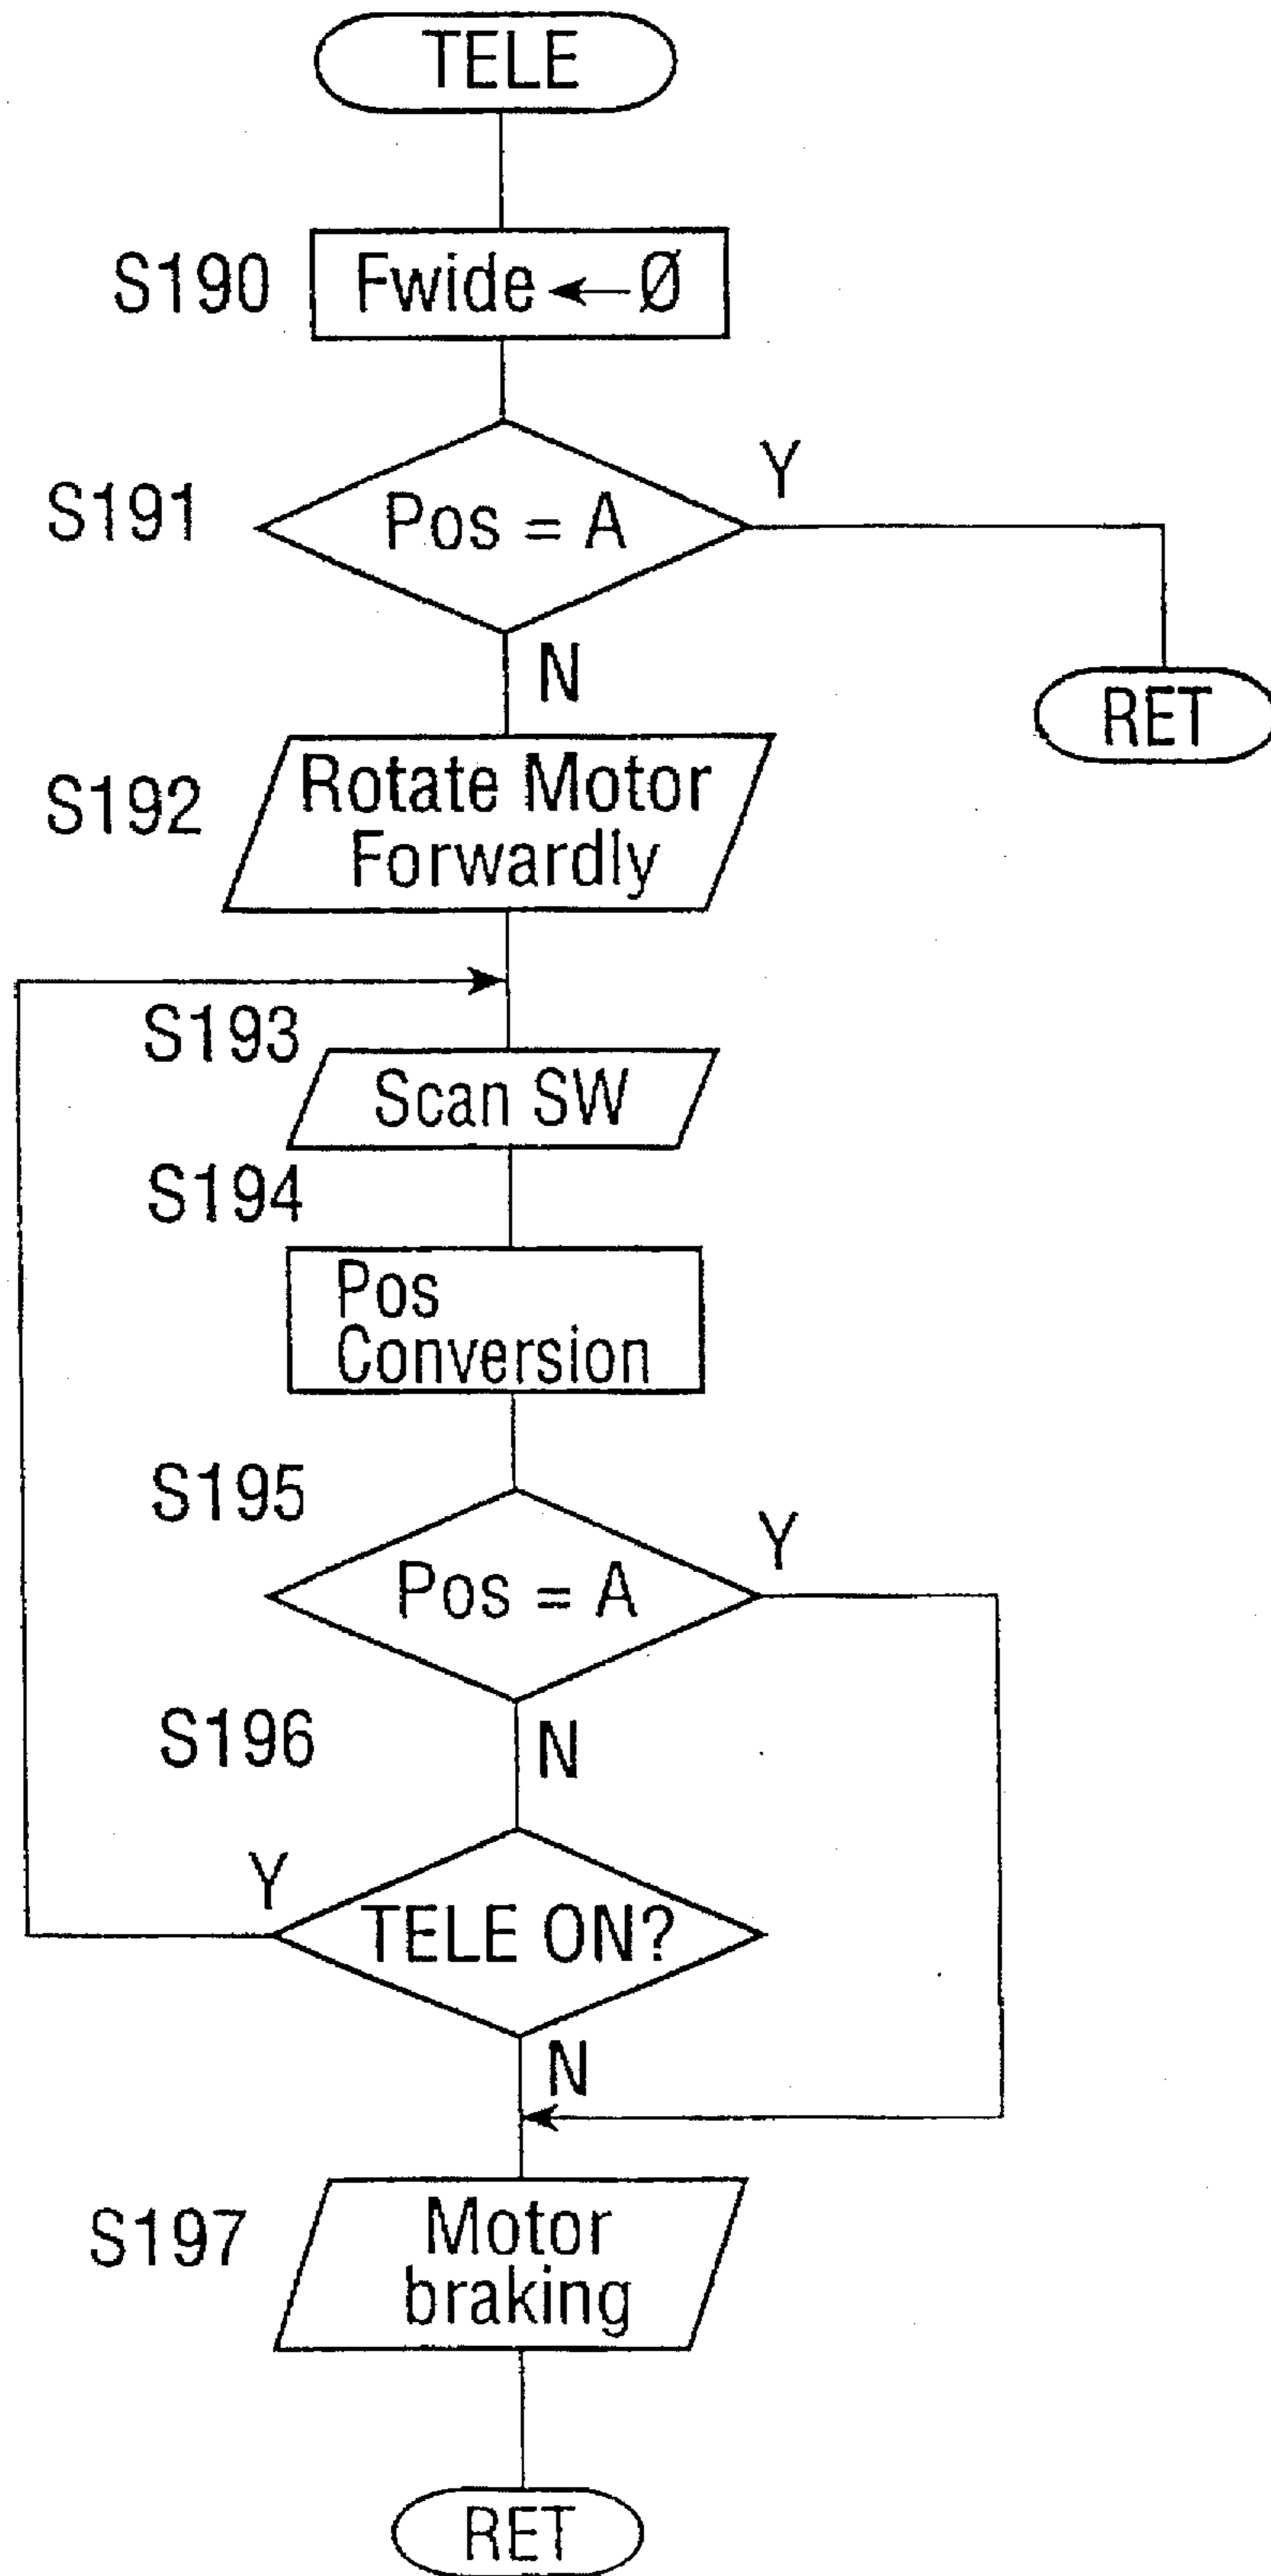 TELE
S190
Fwide ← Ø
S191
Pos = A
Y
N
RET
S192
Rotate Motor
Forwardly
S193
Scan SW
S194
Pos
Conversion
S195
Pos = A
Y
S196
N
Y
TELE ON?
N
S197
Motor
braking
RET